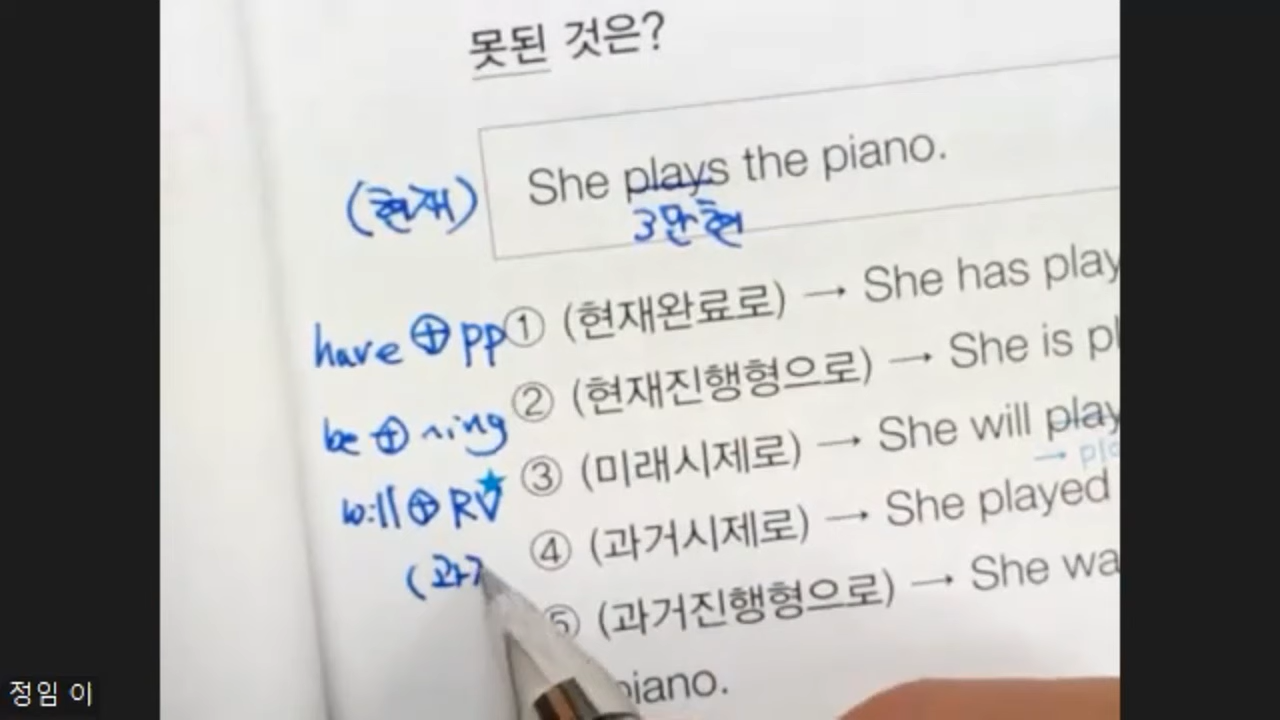 못된 것은?
(현재) She plays the piano.
3만현
have ⊕ pp ① (현재완료로) → She has play
be ⊕ ~ing ② (현재진행형으로) → She is pl
will ⊕ RV ③ (미래시제로) → She will play
→ pla
(과거 ④ (과거시제로) → She played
⑤ (과거진행형으로) → She wa
piano.
정임 이